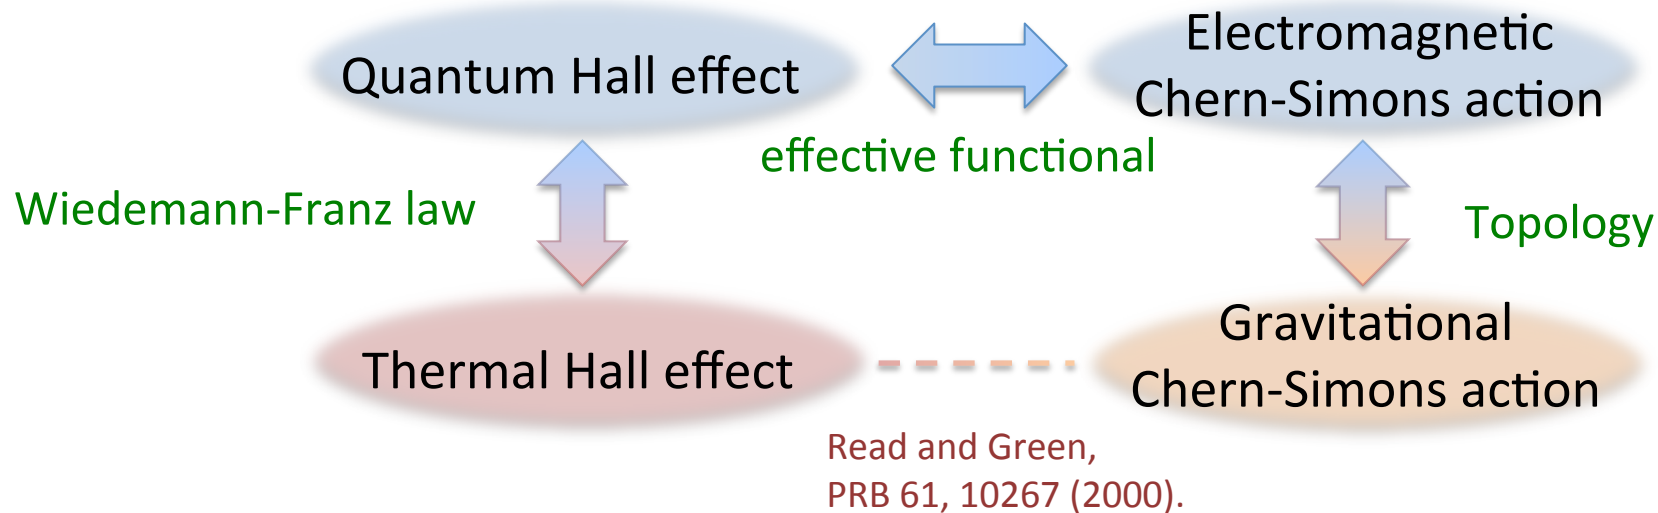 Quantum Hall effect
Electromagnetic
Chern-Simons action
effective functional
Wiedemann-Franz law
Topology
Thermal Hall effect
Gravitational
Chern-Simons action
Read and Green,
PRB 61, 10267 (2000).